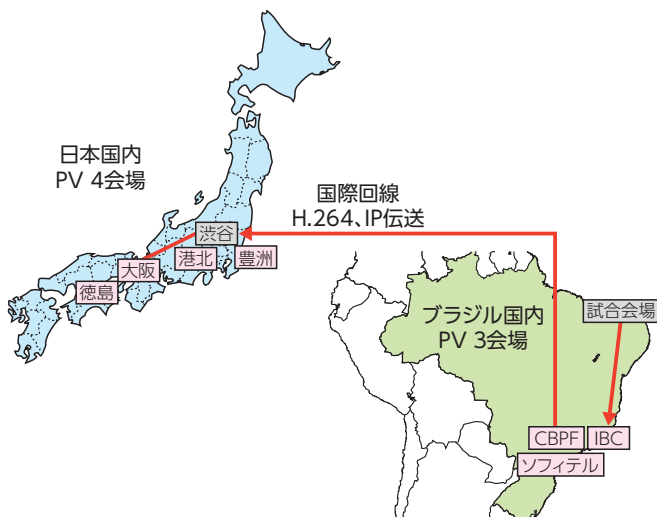 日本国内
PV 4会場
国際回線
H.264、IP伝送
渋谷
港北
豊洲
大阪
徳島
ブラジル国内
PV 3会場
試合会場
CBPF
IBC
ソフィテル